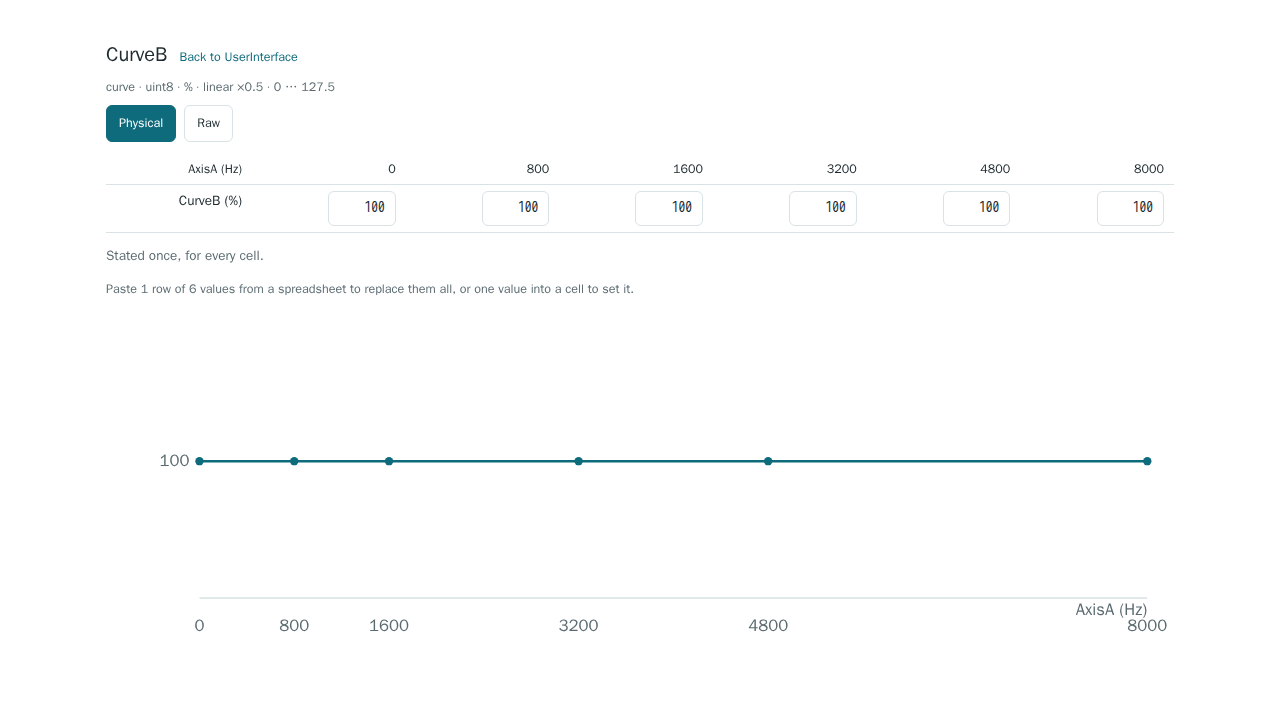 CurveB Back to UserInterface
curve · uint8 · % · linear ×0.5 · 0 ⋯ 127.5
Physical Raw
AxisA (Hz) 0 800 1600 3200 4800 8000
CurveB (%) 100 100 100 100 100 100
Stated once, for every cell.
Paste 1 row of 6 values from a spreadsheet to replace them all, or one value into a cell to set it.
100
AxisA (Hz)
0 800 1600 3200 4800 8000